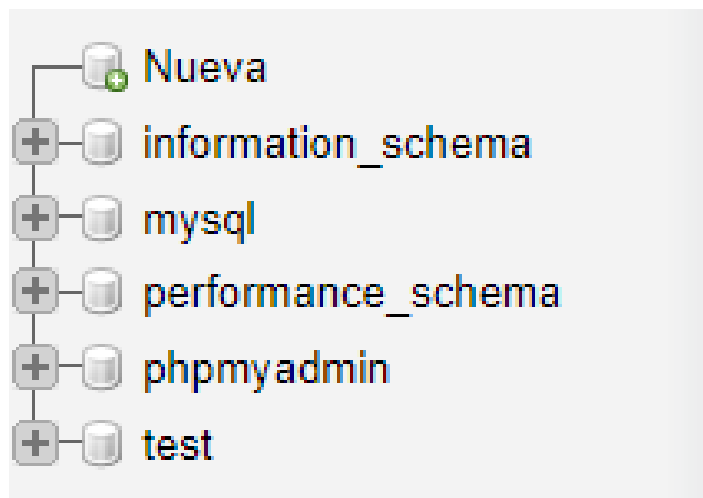 Nueva
information_schema
mysql
performance_schema
phpmyadmin
test